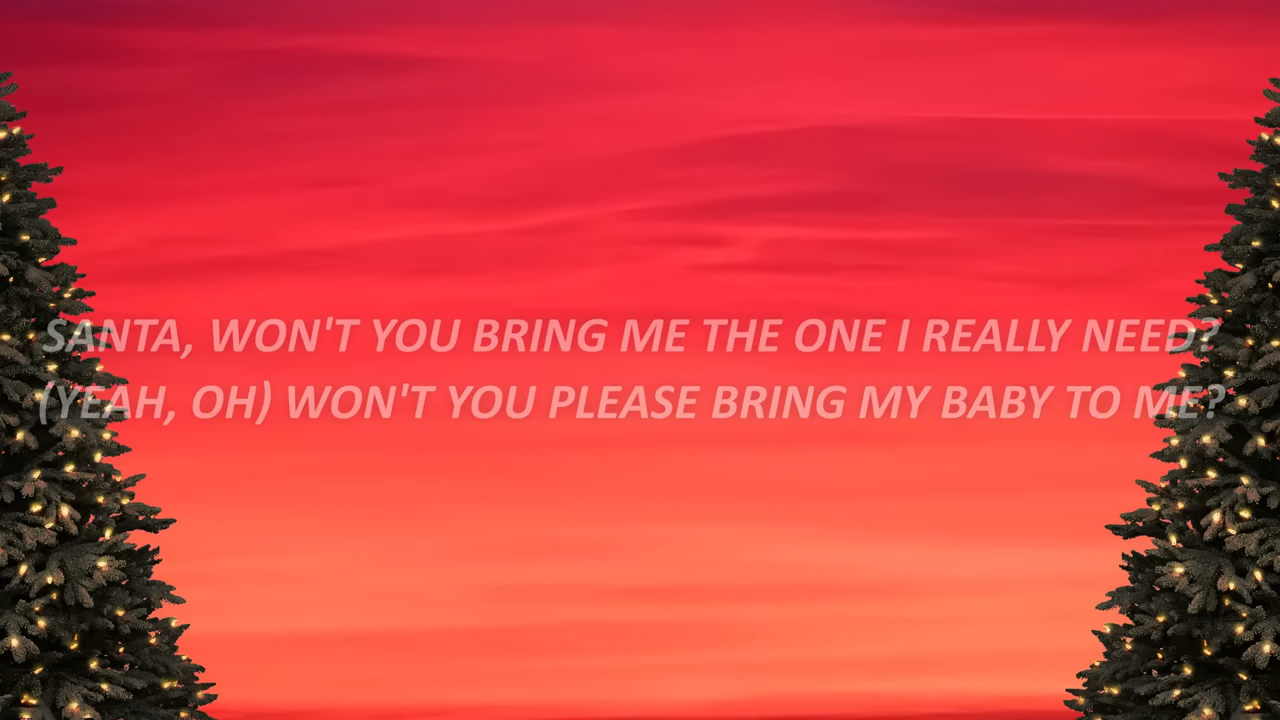 SANTA, WON'T YOU BRING ME THE ONE I REALLY NEED?
(YEAH, OH) WON'T YOU PLEASE BRING MY BABY TO ME?